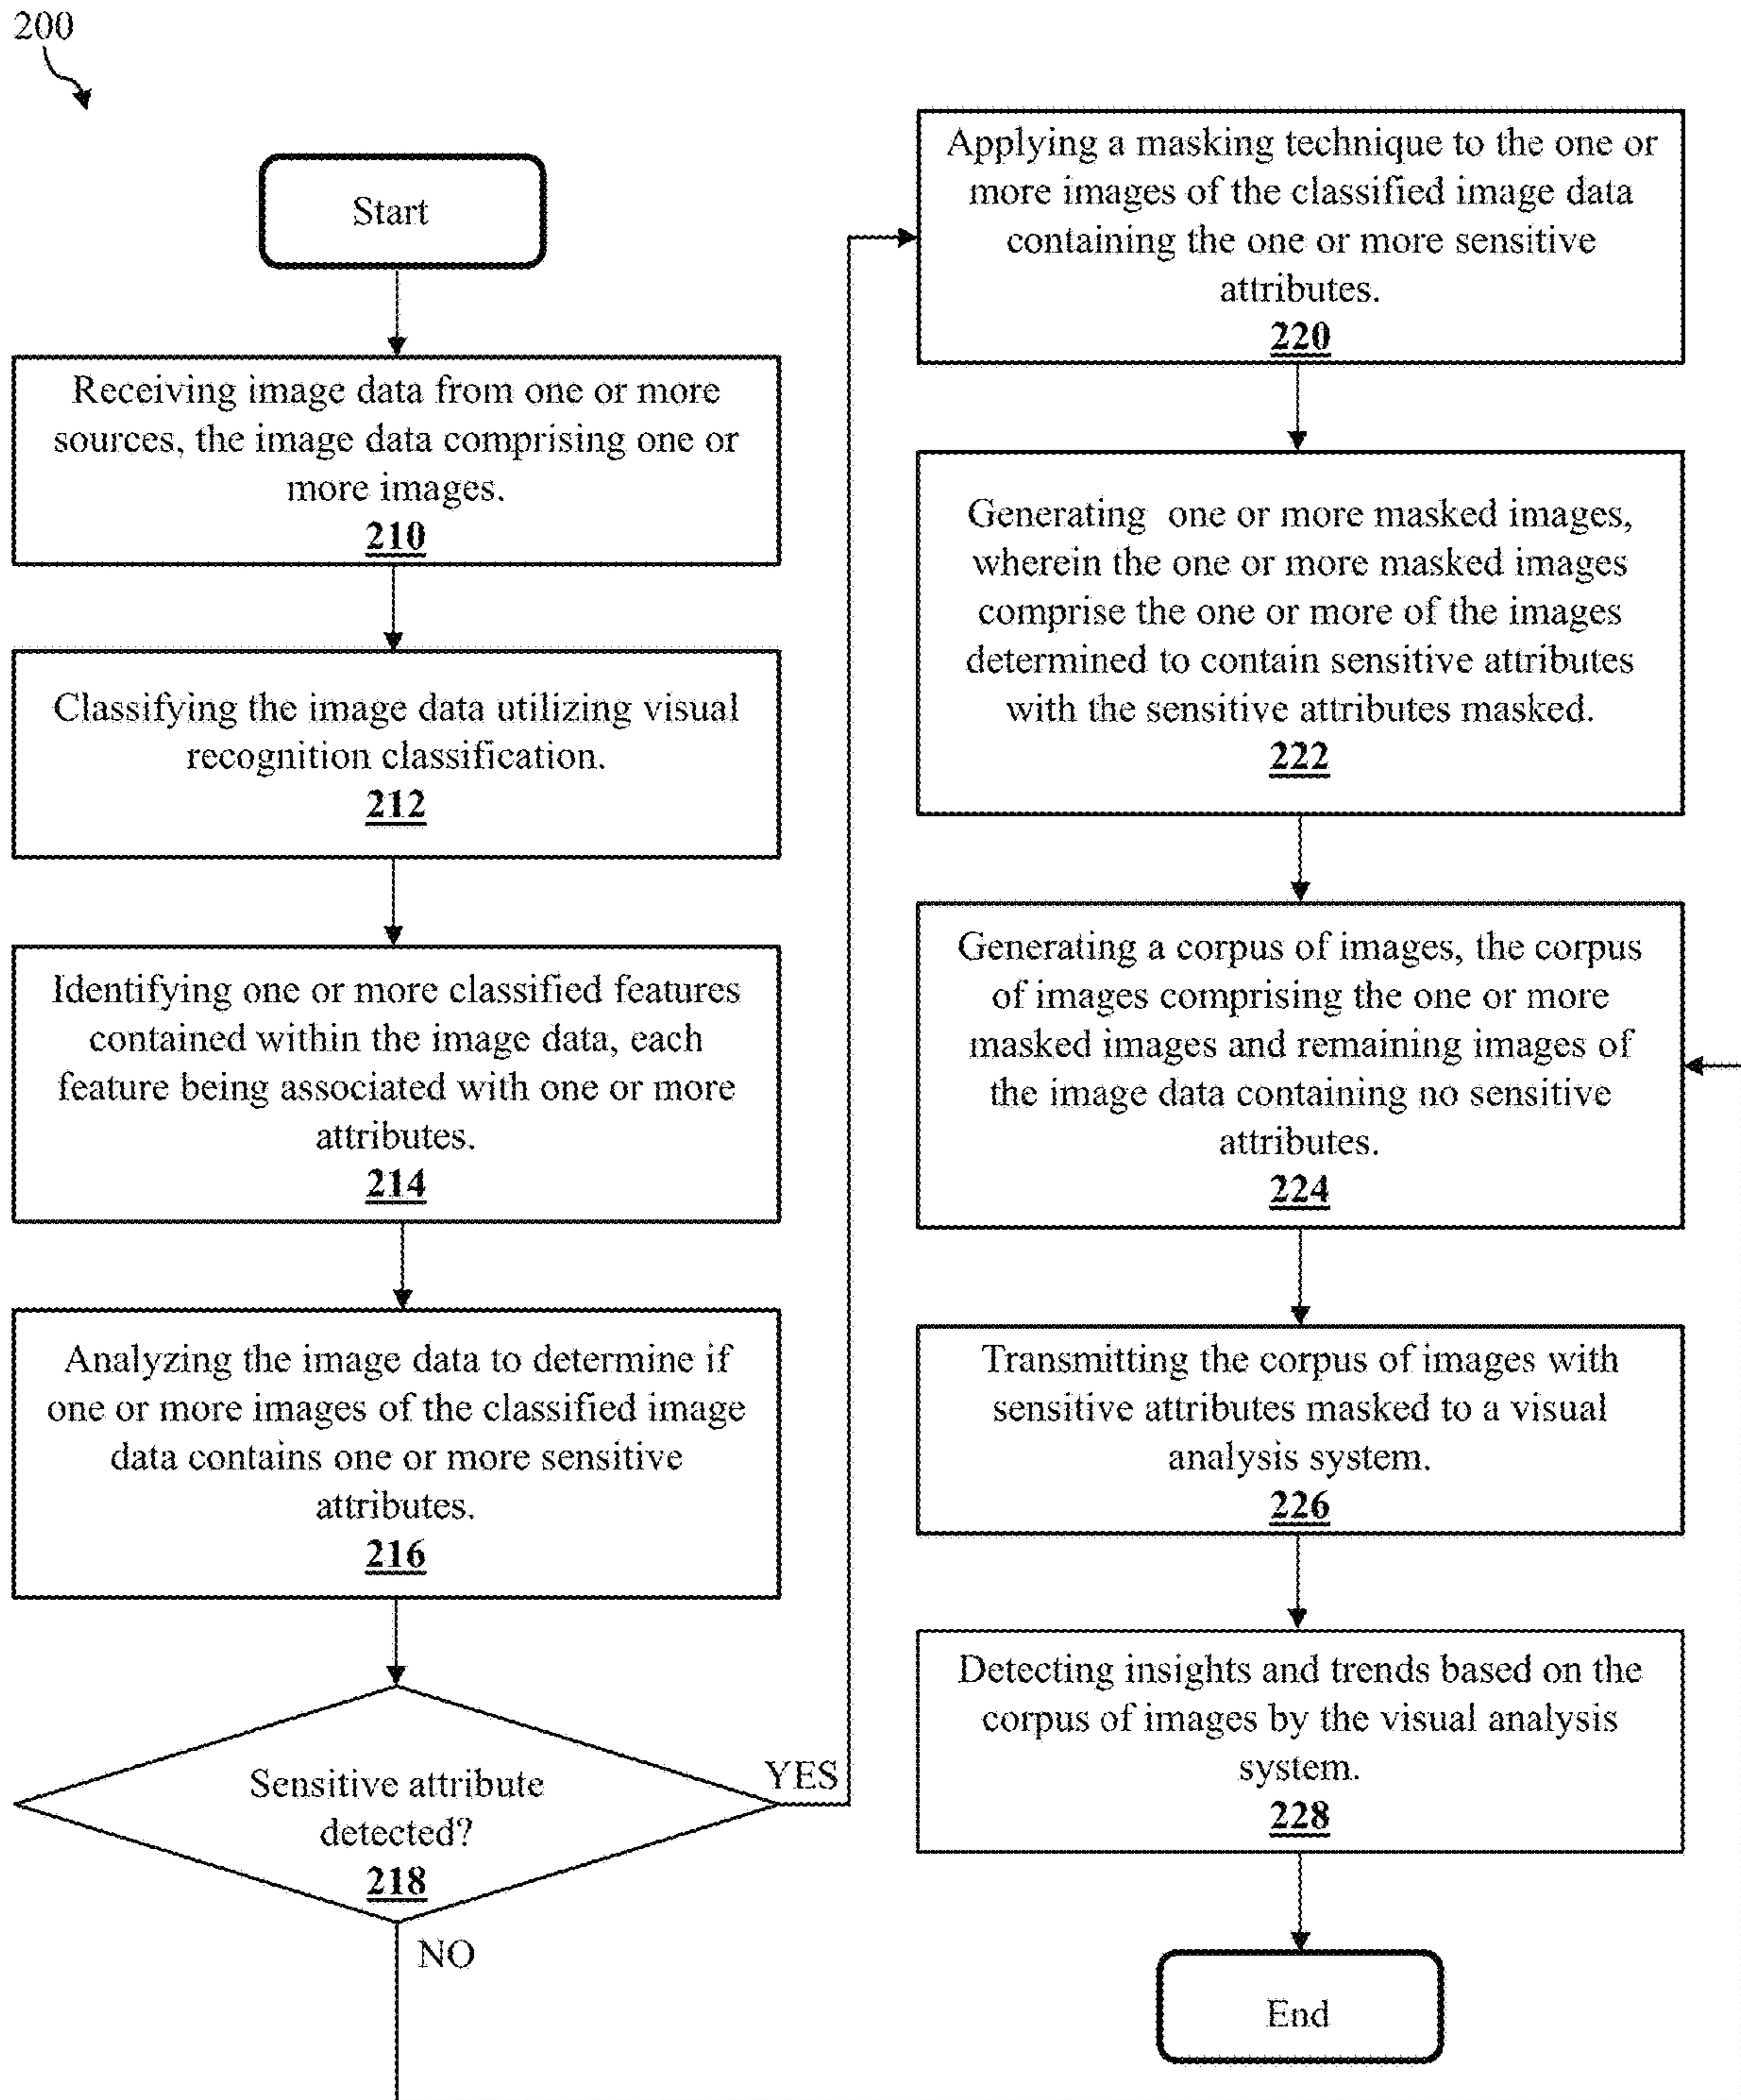 200
Start
Receiving image data from one or more
sources, the image data comprising one or
more images.
210
Classifying the image data utilizing visual
recognition classification.
212
Identifying one or more classified features
contained within the image data, each
feature being associated with one or more
attributes.
214
Analyzing the image data to determine if
one or more images of the classified image
data contains one or more sensitive
attributes.
216
Sensitive attribute
detected?
218
YES
NO
Applying a masking technique to the one or
more images of the classified image data
containing the one or more sensitive
attributes.
220
Generating one or more masked images,
wherein the one or more masked images
comprise the one or more of the images
determined to contain sensitive attributes
with the sensitive attributes masked.
222
Generating a corpus of images, the corpus
of images comprising the one or more
masked images and remaining images of
the image data containing no sensitive
attributes.
224
Transmitting the corpus of images with
sensitive attributes masked to a visual
analysis system.
226
Detecting insights and trends based on the
corpus of images by the visual analysis
system.
228
End